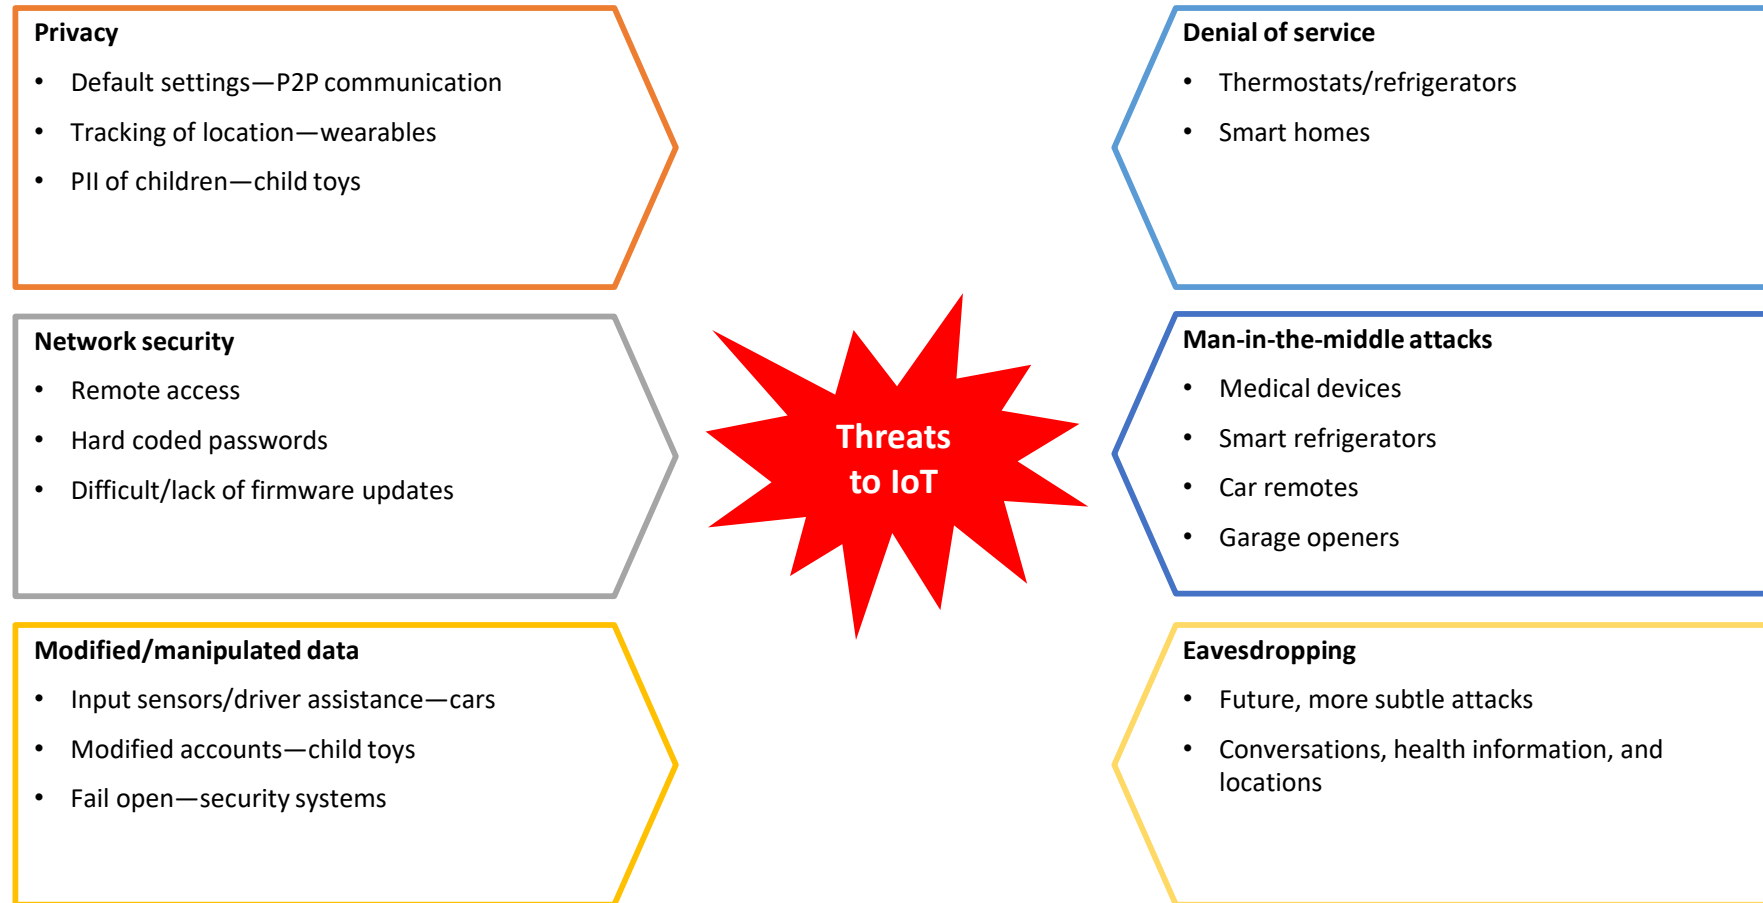 Privacy
• Default settings—P2P communication
• Tracking of location—wearables
• PII of children—child toys
Network security
• Remote access
• Hard coded passwords
• Difficult/lack of firmware updates
Modified/manipulated data
• Input sensors/driver assistance—cars
• Modified accounts—child toys
• Fail open—security systems
Threats
to IoT
Denial of service
• Thermostats/refrigerators
• Smart homes
Man-in-the-middle attacks
• Medical devices
• Smart refrigerators
• Car remotes
• Garage openers
Eavesdropping
• Future, more subtle attacks
• Conversations, health information, and
locations